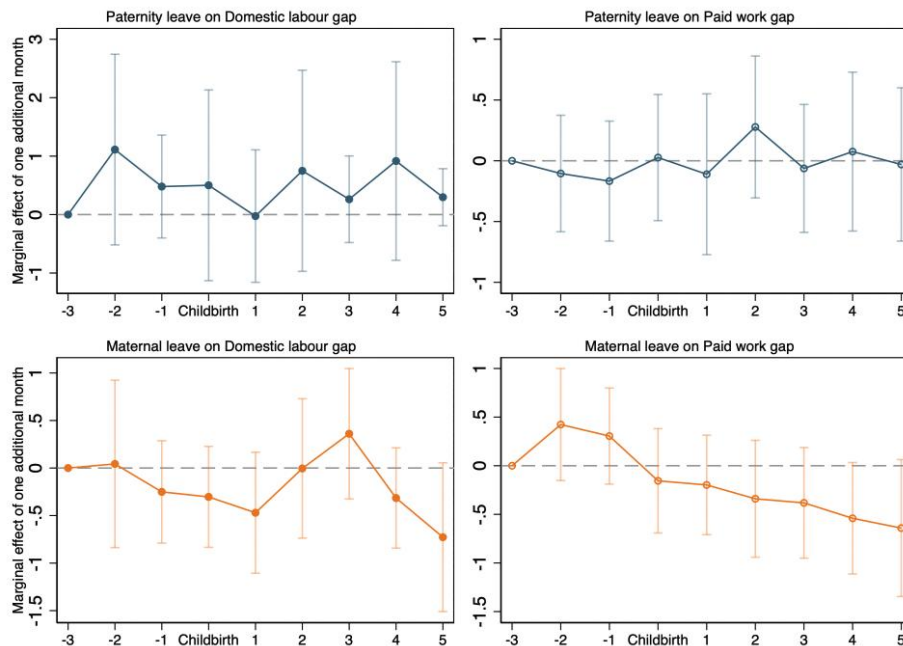 Paternity leave on Domestic labour gap
Marginal effect of one additional month
3
2
1
0
-1
-3 -2 -1 Childbirth 1 2 3 4 5
Paternity leave on Paid work gap
1
.5
0
-.5
-1
-3 -2 -1 Childbirth 1 2 3 4 5
Maternal leave on Domestic labour gap
Marginal effect of one additional month
1
.5
0
-.5
-1
-1.5
-3 -2 -1 Childbirth 1 2 3 4 5
Maternal leave on Paid work gap
1
.5
0
-.5
-1
-1.5
-3 -2 -1 Childbirth 1 2 3 4 5